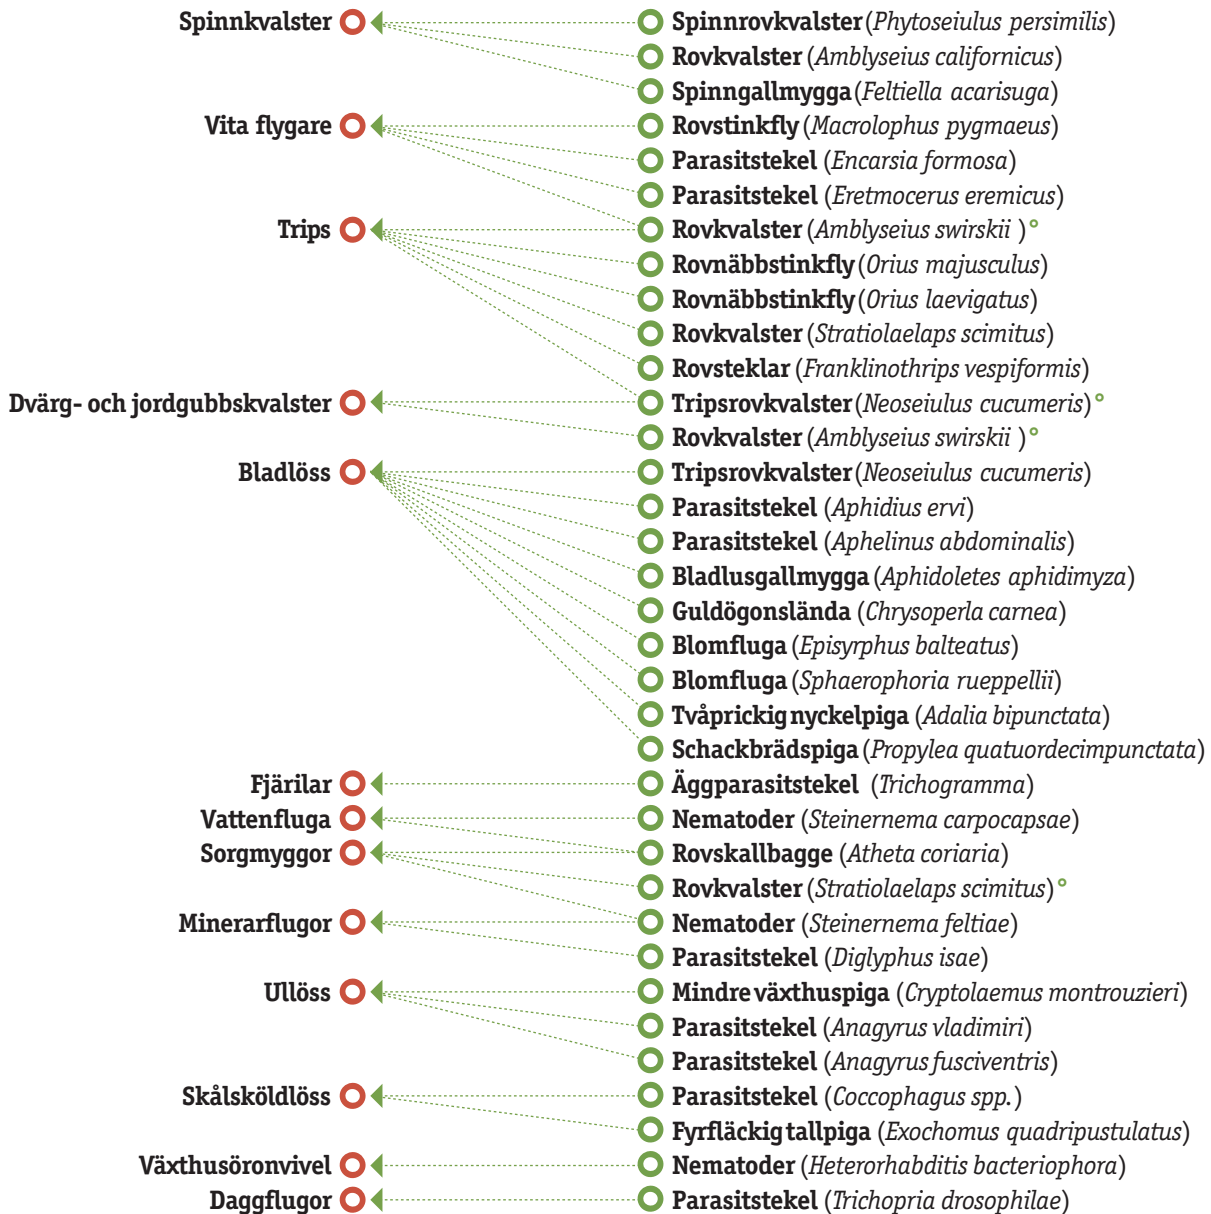 Spinnkvalster Spinnrovkvalster (Phytoseiulus persimilis)
Rovkvalster (Amblyseius californicus)
Spinngallmygga (Feltiella acarisuga)
Vita flygare Rovstinkfly (Macrolophus pygmaeus)
Parasitstekel (Encarsia formosa)
Parasitstekel (Eretmocerus eremicus)
Trips Rovkvalster (Amblyseius swirskii )°
Rovnäbbstinkfly (Orius majusculus)
Rovnäbbstinkfly (Orius laevigatus)
Rovkvalster (Stratiolaelaps scimitus)
Rovsteklar (Franklinothrips vespiformis)
Dvärg- och jordgubbskvalster Tripsrovkvalster (Neoseiulus cucumeris)°
Rovkvalster (Amblyseius swirskii )°
Bladlöss Tripsrovkvalster (Neoseiulus cucumeris)
Parasitstekel (Aphidius ervi)
Parasitstekel (Aphelinus abdominalis)
Bladlusgallmygga (Aphidoletes aphidimyza)
Guldögonslända (Chrysoperla carnea)
Blomfluga (Episyrphus balteatus)
Blomfluga (Sphaerophoria rueppellii)
Tvåprickig nyckelpiga (Adalia bipunctata)
Schackbrädspiga (Propylea quatuordecimpunctata)
Fjärilar Äggparasitstekel (Trichogramma)
Vattenfluga Nematoder (Steinernema carpocapsae)
Sorgmyggor Rovskallbagge (Atheta coriaria)
Rovkvalster (Stratiolaelaps scimitus)°
Minerarflugor Nematoder (Steinernema feltiae)
Parasitstekel (Diglyphus isae)
Ullöss Mindre växthuspiga (Cryptolaemus montrouzieri)
Parasitstekel (Anagyrus vladimiri)
Parasitstekel (Anagyrus fusciventris)
Skålsköldlöss Parasitstekel (Coccophagus spp.)
Fyrfläckig tallpiga (Exochomus quadripustulatus)
Växthusöronvivel Nematoder (Heterorhabditis bacteriophora)
Daggflugor Parasitstekel (Trichopria drosophilae)